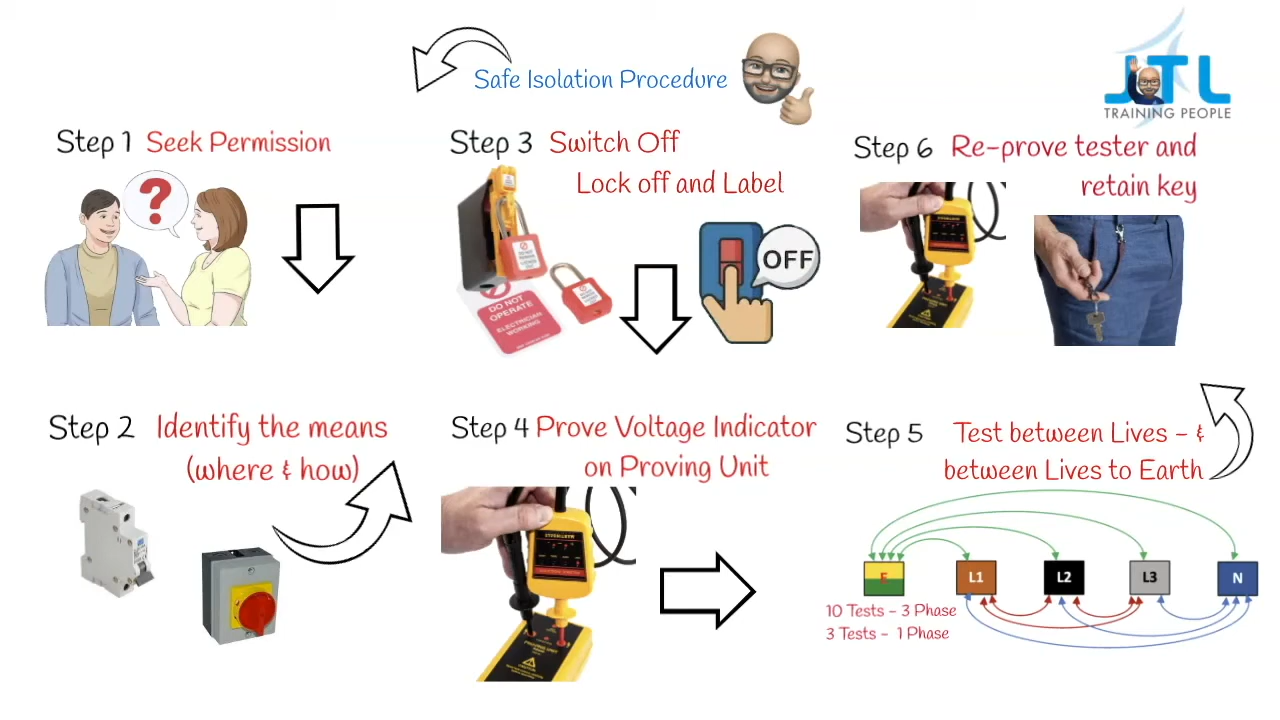 Safe Isolation Procedure
JTL
TRAINING PEOPLE
Step 1 Seek Permission
?
Step 2 Identify the means
(where & how)
Step 3 Switch Off
Lock off and Label
OFF
DO NOT
OPERATE
ELECTRICIAN
WORKING
Step 4 Prove Voltage Indicator
on Proving Unit
PROVING UNIT
Step 5 Test between Lives - &
between Lives to Earth
E L1 L2 L3 N
10 Tests - 3 Phase
3 Tests - 1 Phase
Step 6 Re-prove tester and
retain key